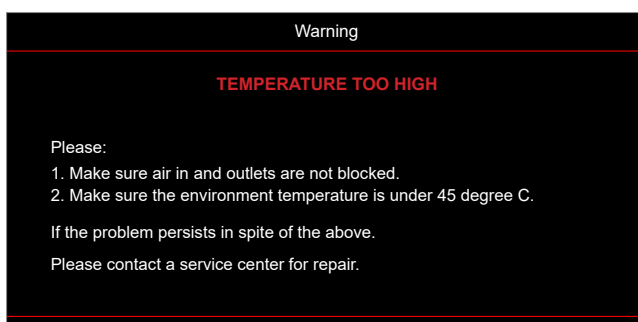 Warning
TEMPERATURE TOO HIGH
Please:
1. Make sure air in and outlets are not blocked.
2. Make sure the environment temperature is under 45 degree C.
If the problem persists in spite of the above.
Please contact a service center for repair.